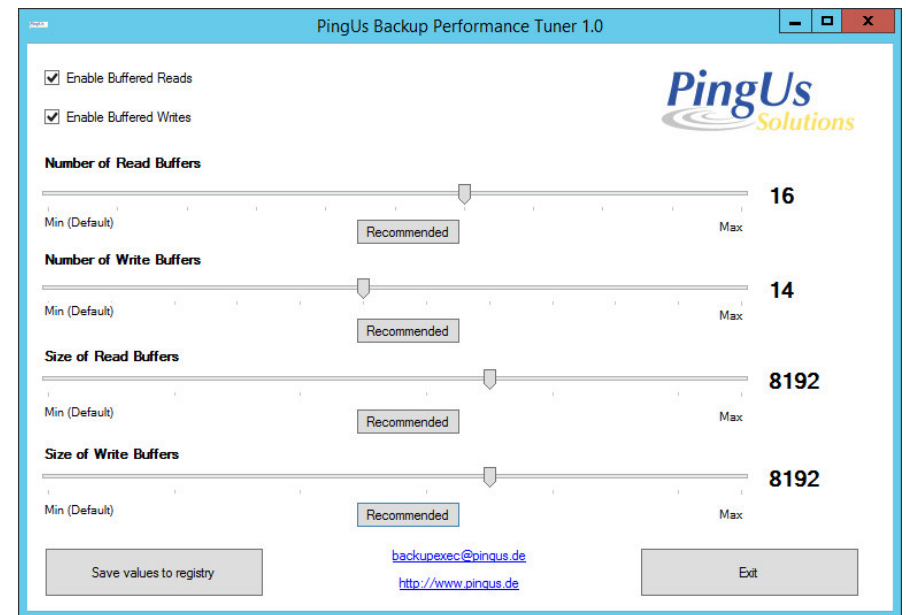 PingUs Backup Performance Tuner 1.0
Enable Buffered Reads
Enable Buffered Writes
PingUs
Solutions
Number of Read Buffers
16
Min (Default)
Recommended
Max
Number of Write Buffers
14
Min (Default)
Recommended
Max
Size of Read Buffers
8192
Min (Default)
Recommended
Max
Size of Write Buffers
8192
Min (Default)
Recommended
Max
Save values to registry
backupexec@pingus.de
http://www.pingus.de
Exit